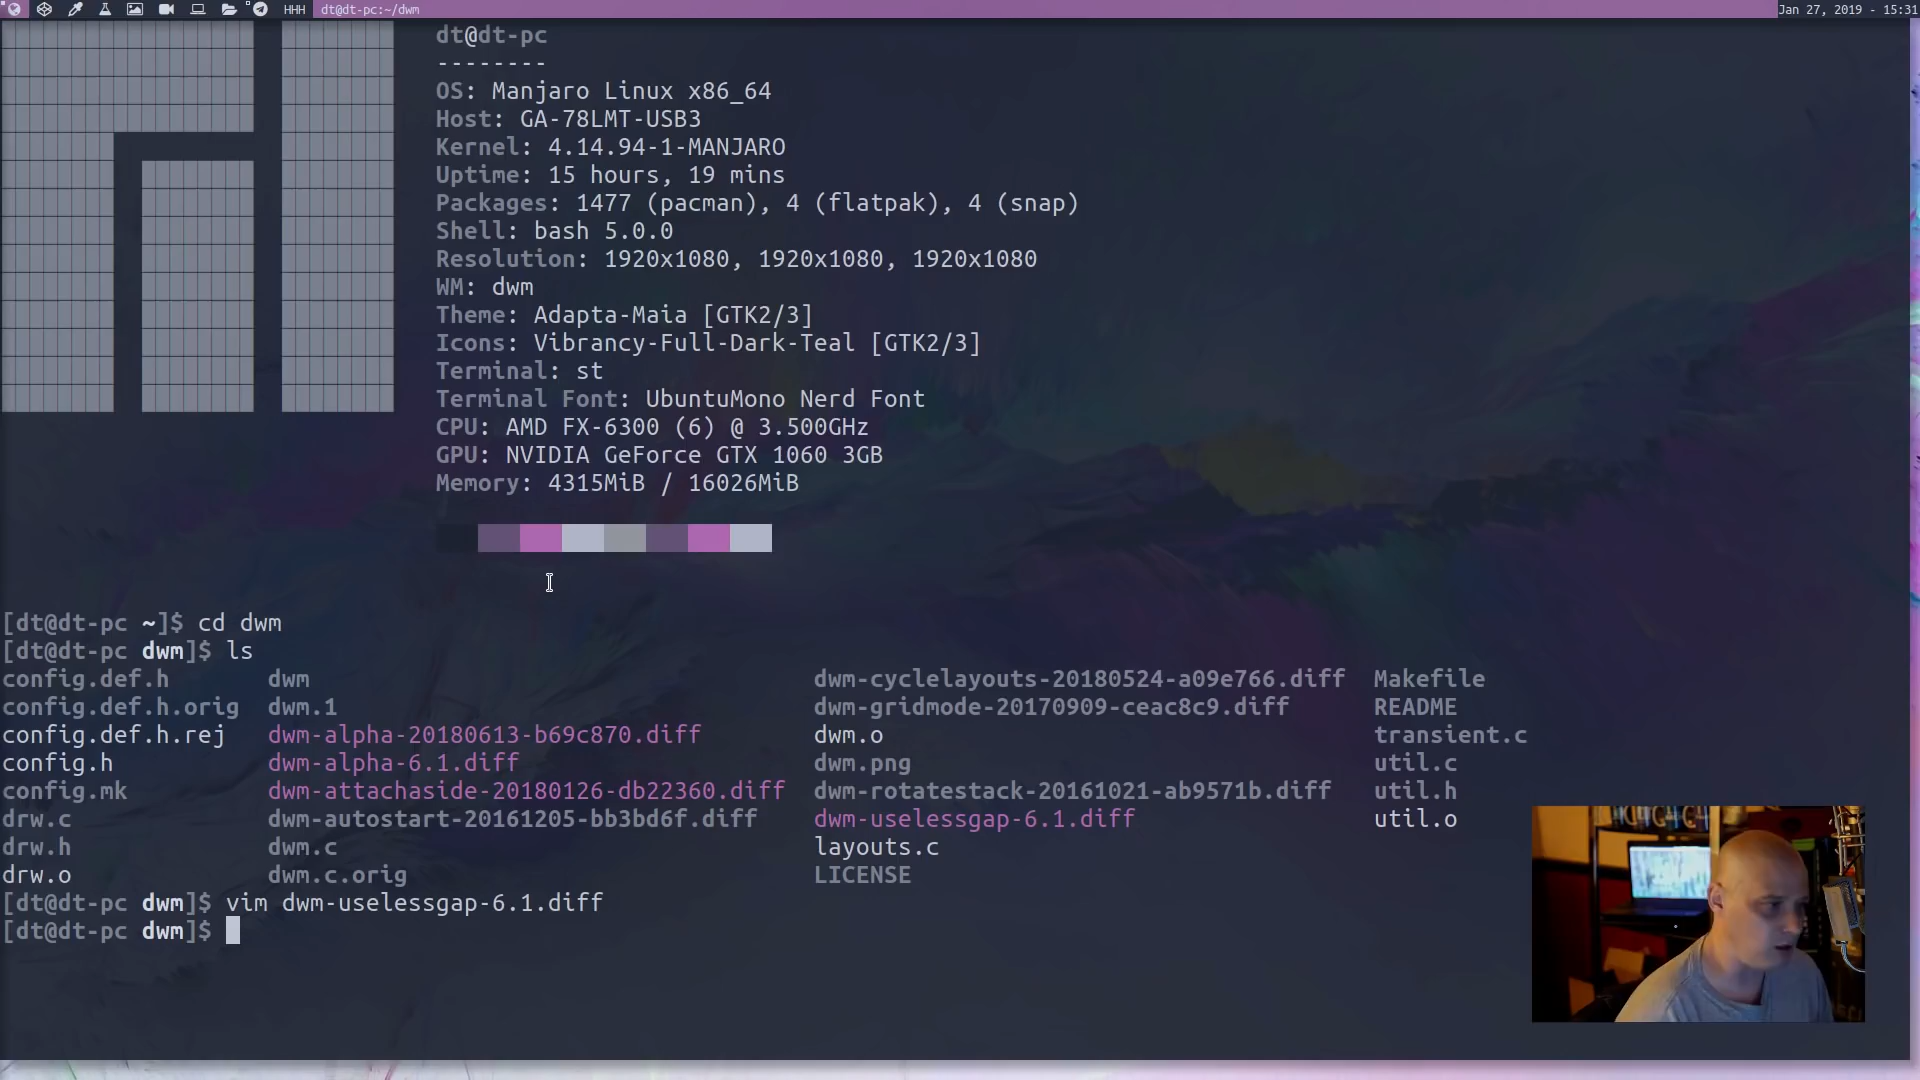 HHH dt@dt-pc:~/dwm Jan 27, 2019 - 15:31
dt@dt-pc
--------
OS: Manjaro Linux x86_64
Host: GA-78LMT-USB3
Kernel: 4.14.94-1-MANJARO
Uptime: 15 hours, 19 mins
Packages: 1477 (pacman), 4 (flatpak), 4 (snap)
Shell: bash 5.0.0
Resolution: 1920x1080, 1920x1080, 1920x1080
WM: dwm
Theme: Adapta-Maia [GTK2/3]
Icons: Vibrancy-Full-Dark-Teal [GTK2/3]
Terminal: st
Terminal Font: UbuntuMono Nerd Font
CPU: AMD FX-6300 (6) @ 3.500GHz
GPU: NVIDIA GeForce GTX 1060 3GB
Memory: 4315MiB / 16026MiB
[dt@dt-pc ~]$ cd dwm
[dt@dt-pc dwm]$ ls
config.def.h dwm dwm-cyclelayouts-20180524-a09e766.diff Makefile
config.def.h.orig dwm.1 dwm-gridmode-20170909-ceac8c9.diff README
config.def.h.rej dwm-alpha-20180613-b69c870.diff dwm.o transient.c
config.h dwm-alpha-6.1.diff dwm.png util.c
config.mk dwm-attachaside-20180126-db22360.diff dwm-rotatestack-20161021-ab9571b.diff util.h
drw.c dwm-autostart-20161205-bb3bd6f.diff dwm-uselessgap-6.1.diff util.o
drw.h dwm.c layouts.c
drw.o dwm.c.orig LICENSE
[dt@dt-pc dwm]$ vim dwm-uselessgap-6.1.diff
[dt@dt-pc dwm]$